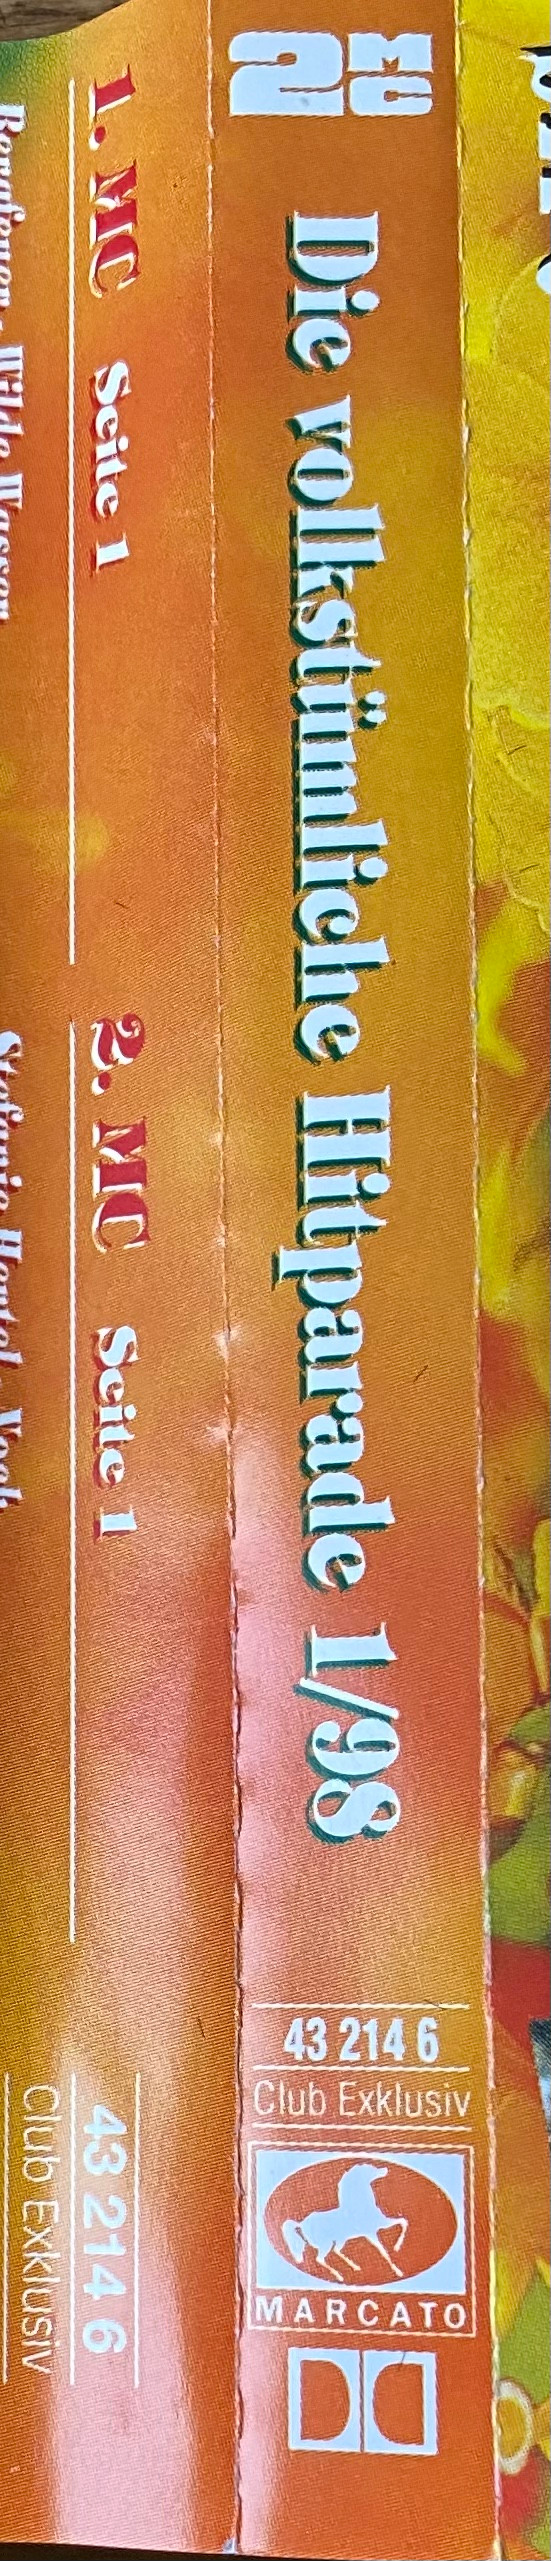 2 MC
Die volkstümliche Hitparade 1/98
43 214 6
Club Exklusiv
MARCATO
1. MC Seite 1
2. MC Seite 1
43 214 6
Club Exklusiv